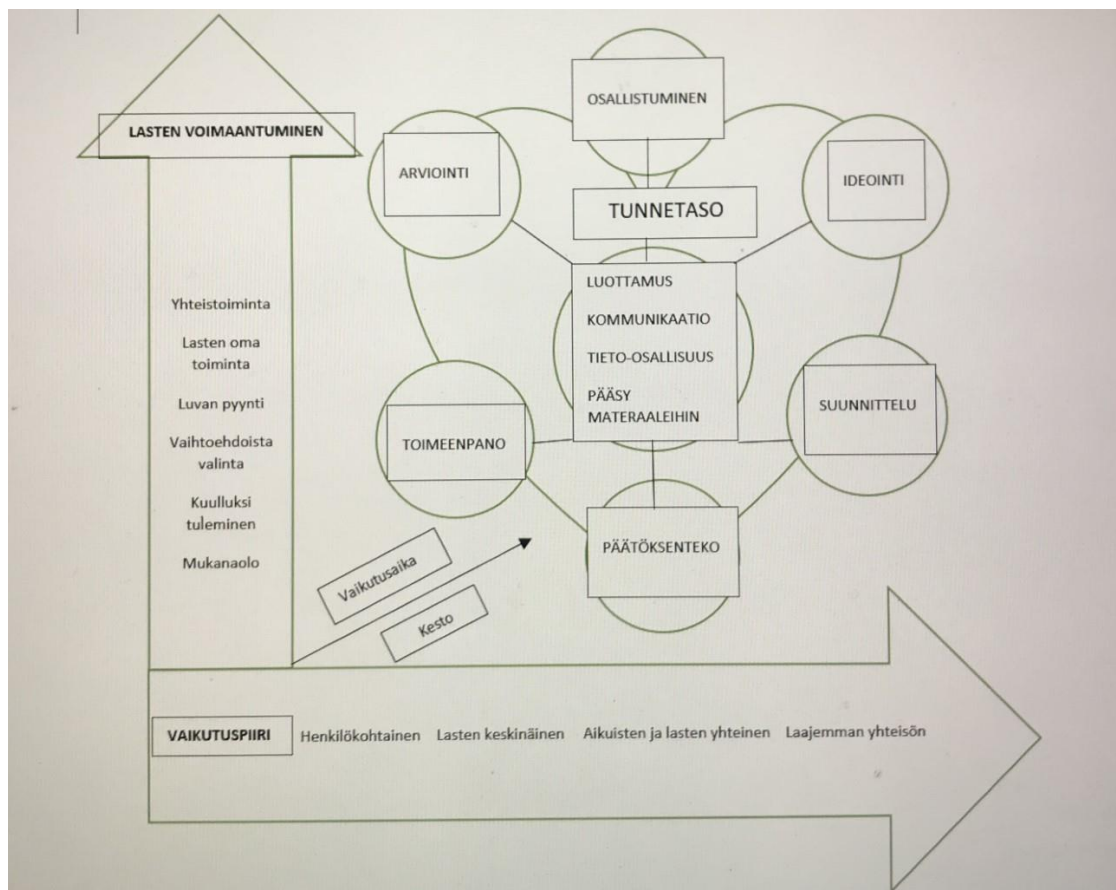 LASTEN VOIMAANTUMINEN
Yhteistoiminta
Lasten oma
toiminta
Luvan pyynti
Vaihtoehdoista
valinta
Kuulluksi
tuleminen
Mukanaolo
OSALLISTUMINEN
ARVIOINTI
IDEOINTI
TUNNETASO
LUOTTAMUS
KOMMUNIKAATIO
TIETO-OSALLISUUS
PÄÄSY
MATERAALEIHIN
TOIMEENPANO
SUUNNITTELU
PÄÄTÖKSENTEKO
Vaikutusaika
Kesto
VAIKUTUSPIIRI
Henkilökohtainen
Lasten keskinäinen
Aikuisten ja lasten yhteinen
Laajemman yhteisön